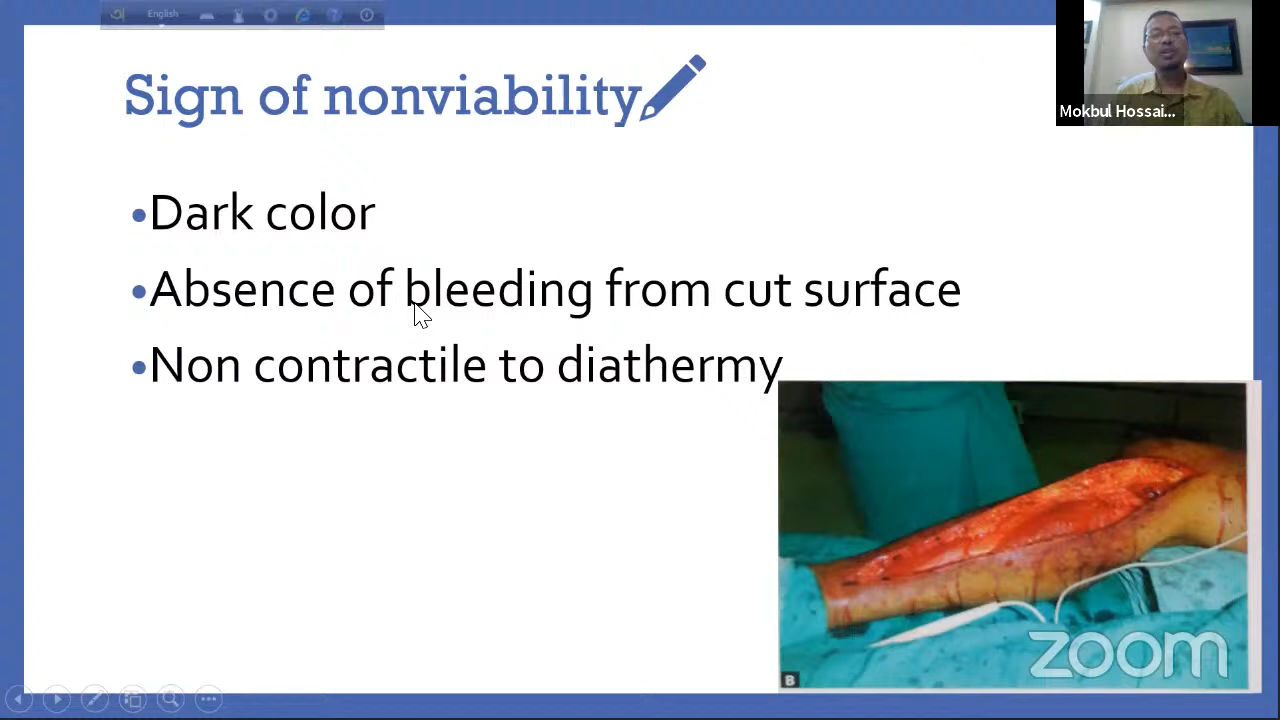 English
Sign of nonviability
Mokbul Hossai...
•Dark color
•Absence of bleeding from cut surface
•Non contractile to diathermy
B
zoom